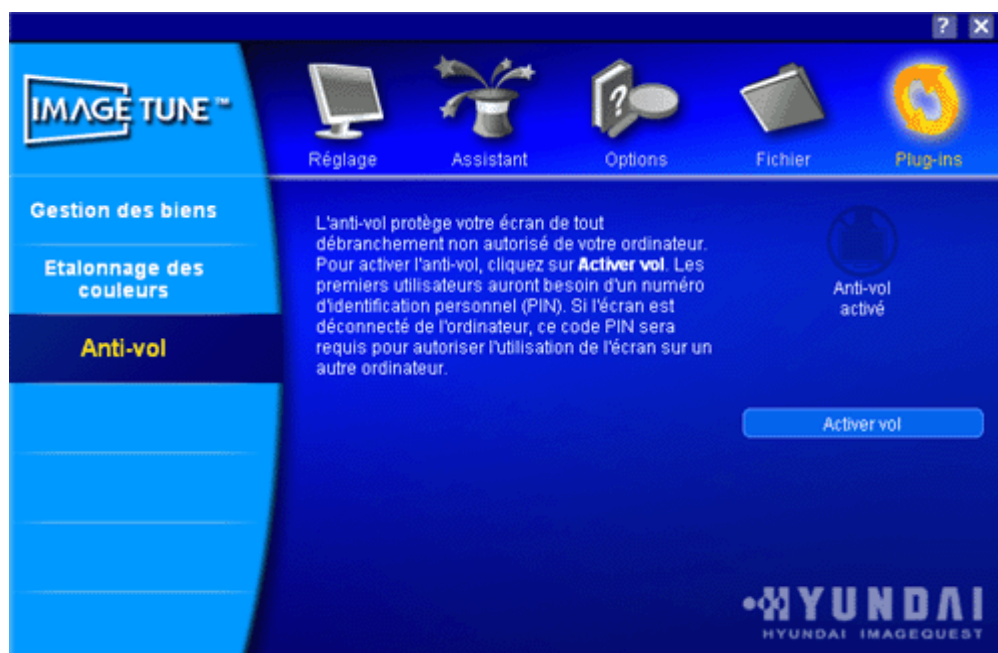 ? X
IMAGE TUNE™
Réglage
Assistant
Options
Fichier
Plug-ins
Gestion des biens
Etalonnage des
couleurs
Anti-vol
L'anti-vol protège votre écran de tout
débranchement non autorisé de votre ordinateur.
Pour activer l'anti-vol, cliquez sur Activer vol. Les
premiers utilisateurs auront besoin d'un numéro
d'identification personnel (PIN). Si l'écran est
déconnecté de l'ordinateur, ce code PIN sera
requis pour autoriser l'utilisation de l'écran sur un
autre ordinateur.
Anti-vol
activé
Activer vol
HYUNDAI
HYUNDAI IMAGEQUEST